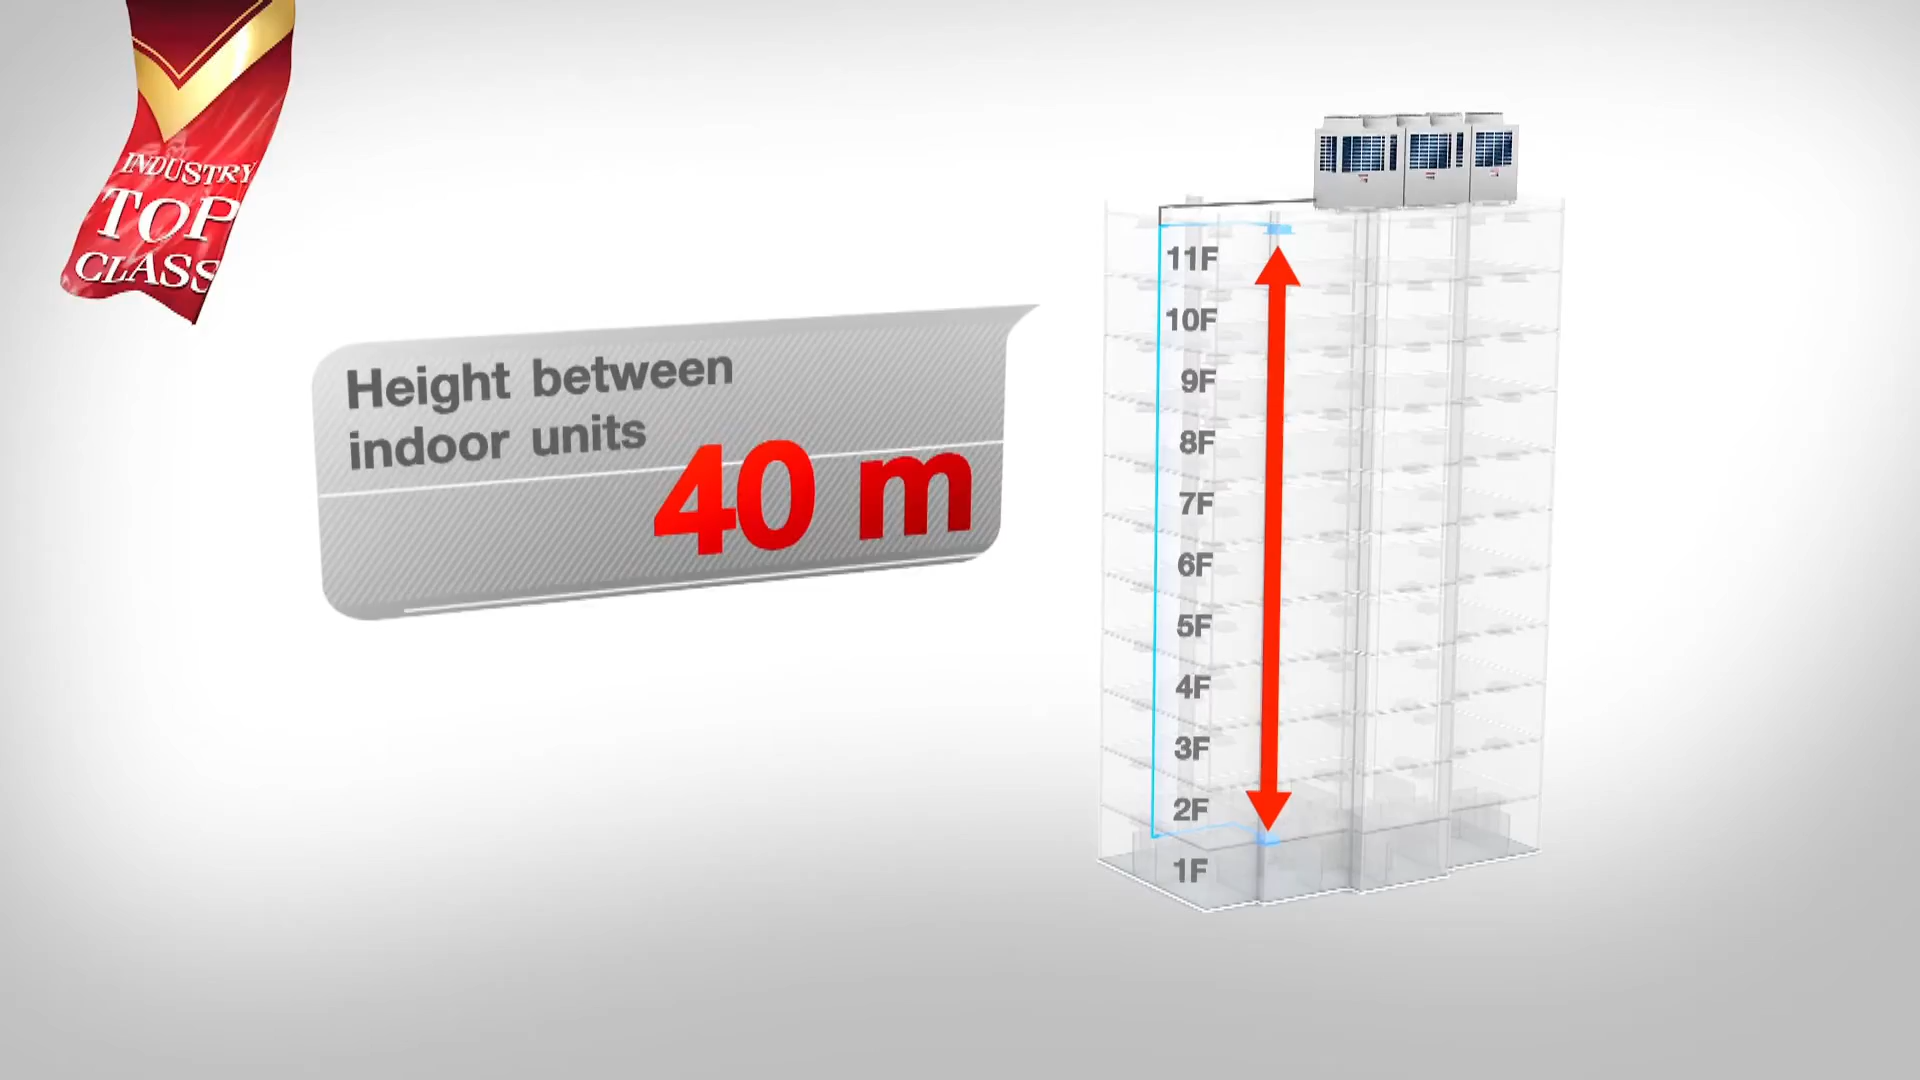 INDUSTRY
TOP
CLASS
Height between
indoor units
40 m
11F
10F
9F
8F
7F
6F
5F
4F
3F
2F
1F